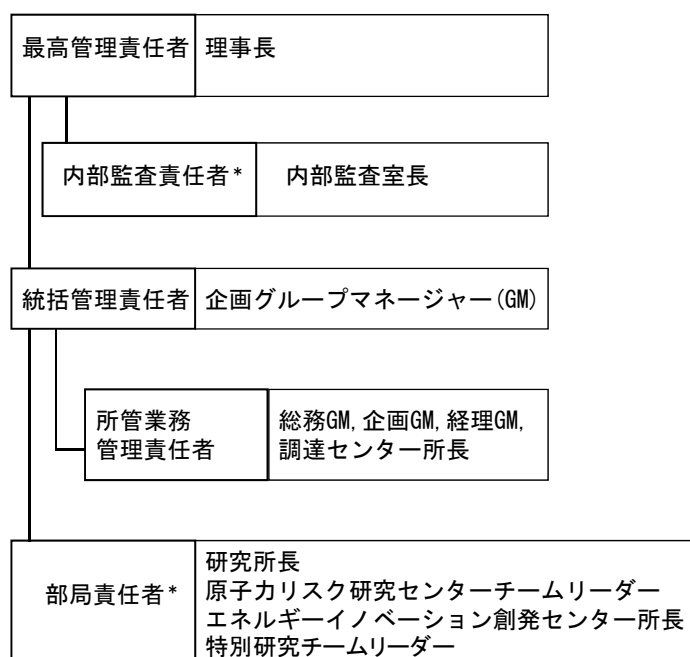 最高管理責任者 理事長
内部監査責任者* 内部監査室長
統括管理責任者 企画グループマネージャー(GM)
所管業務
管理責任者
総務GM, 企画GM, 経理GM,
調達センター所長
部局責任者*
研究所長
原子力リスク研究センターチームリーダー
エネルギーイノベーション創発センター所長
特別研究チームリーダー